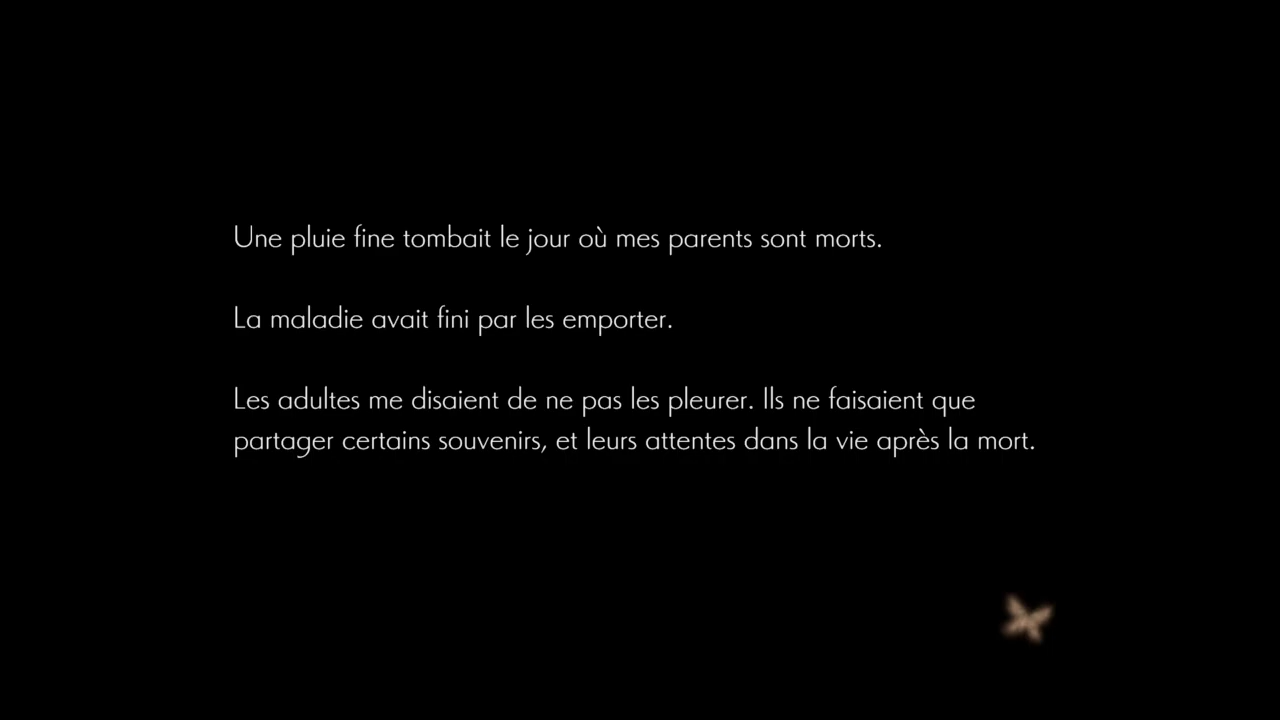 Une pluie fine tombait le jour où mes parents sont morts.
La maladie avait fini par les emporter.
Les adultes me disaient de ne pas les pleurer. Ils ne faisaient que
partager certains souvenirs, et leurs attentes dans la vie après la mort.